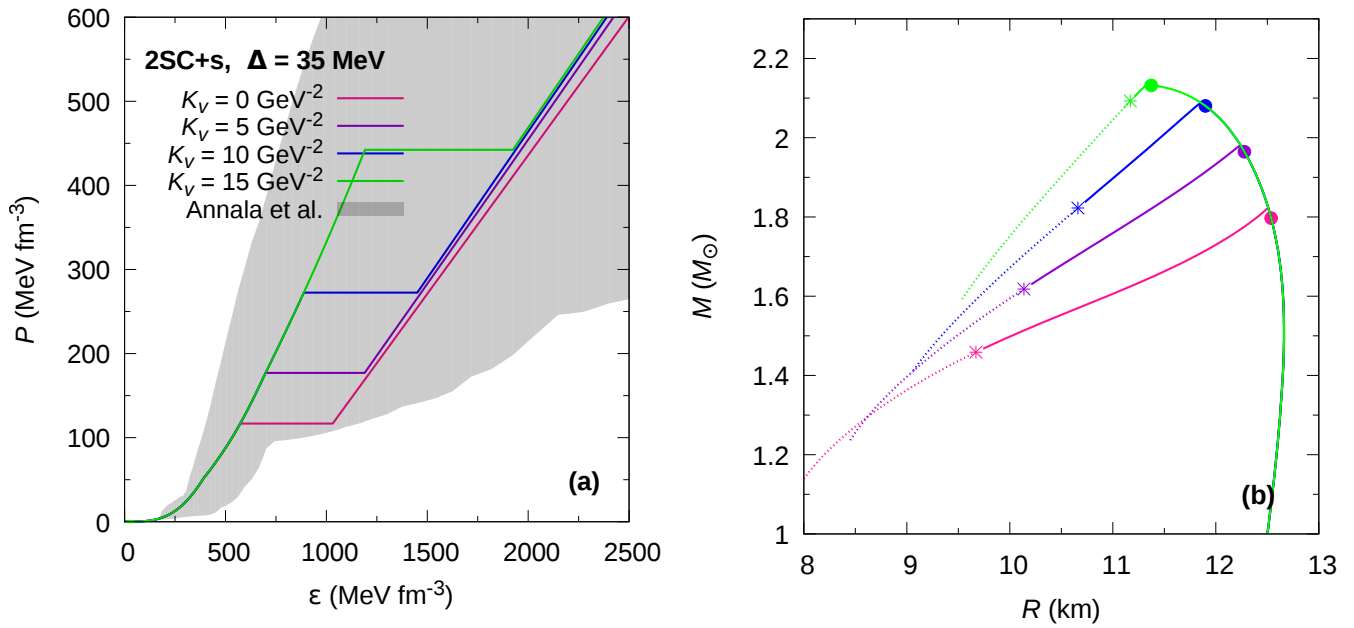 600
500
400
300
200
100
0
P (MeV fm⁻³)
2SC+s, Δ = 35 MeV
Kᵥ = 0 GeV⁻²
Kᵥ = 5 GeV⁻²
Kᵥ = 10 GeV⁻²
Kᵥ = 15 GeV⁻²
Annala et al.
(a)
0 500 1000 1500 2000 2500
ε (MeV fm⁻³)
2.2
2
1.8
1.6
1.4
1.2
1
M (M⊙)
(b)
8 9 10 11 12 13
R (km)